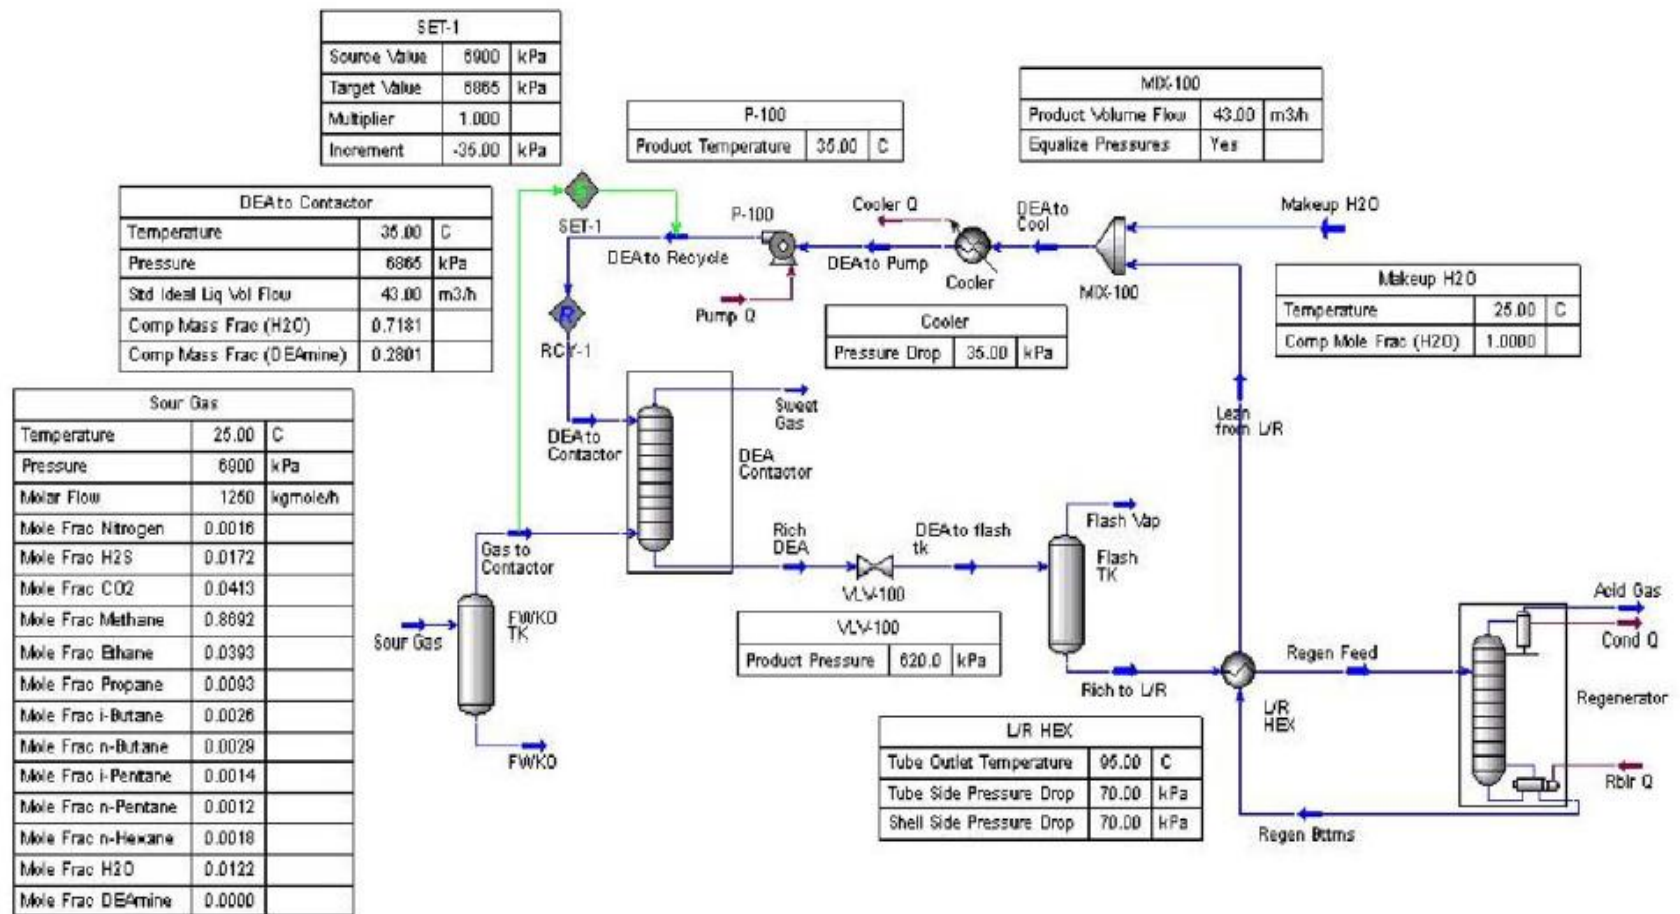 SET-1
Source Value 6900 kPa
Target Value 6865 kPa
Multiplier 1.000
Increment -35.00 kPa
MIX-100
Product Volume Flow 43.00 m3/h
Equalize Pressures Yes
P-100
Product Temperature 35.00 C
DEA to Contactor
Temperature 35.00 C
Pressure 6865 kPa
Std Ideal Liq Vol Flow 43.00 m3/h
Comp Mass Frac (H2O) 0.7181
Comp Mass Frac (DEAmine) 0.2801
SET-1
DEA to Recycle
P-100
Pump Q
DEA to Pump
Cooler Q
Cooler
DEA to
Cool
MIX-100
Makeup H2O
Makeup H2O
Temperature 25.00 C
Comp Mole Frac (H2O) 1.0000
Cooler
Pressure Drop 35.00 kPa
RCY-1
Sour Gas
Temperature 25.00 C
Pressure 6900 kPa
Molar Flow 1250 kgmole/h
Mole Frac Nitrogen 0.0016
Mole Frac H2S 0.0172
Mole Frac CO2 0.0413
Mole Frac Methane 0.8692
Mole Frac Ethane 0.0393
Mole Frac Propane 0.0093
Mole Frac i-Butane 0.0026
Mole Frac n-Butane 0.0029
Mole Frac i-Pentane 0.0014
Mole Frac n-Pentane 0.0012
Mole Frac n-Hexane 0.0018
Mole Frac H2O 0.0122
Mole Frac DEAmine 0.0000
DEA to
Contactor
Sweet
Gas
DEA
Contactor
Lean
from L/R
Gas to
Contactor
Sour Gas
FWKO
TK
FWKO
Rich
DEA
VLV-100
DEA to flash
tk
Flash Vap
Flash
TK
VLV-100
Product Pressure 620.0 kPa
Rich to L/R
L/R
HEX
Regen Feed
Acid Gas
Cond Q
Regenerator
Rblr Q
Regen Bttms
L/R HEX
Tube Outlet Temperature 95.00 C
Tube Side Pressure Drop 70.00 kPa
Shell Side Pressure Drop 70.00 kPa
S
R